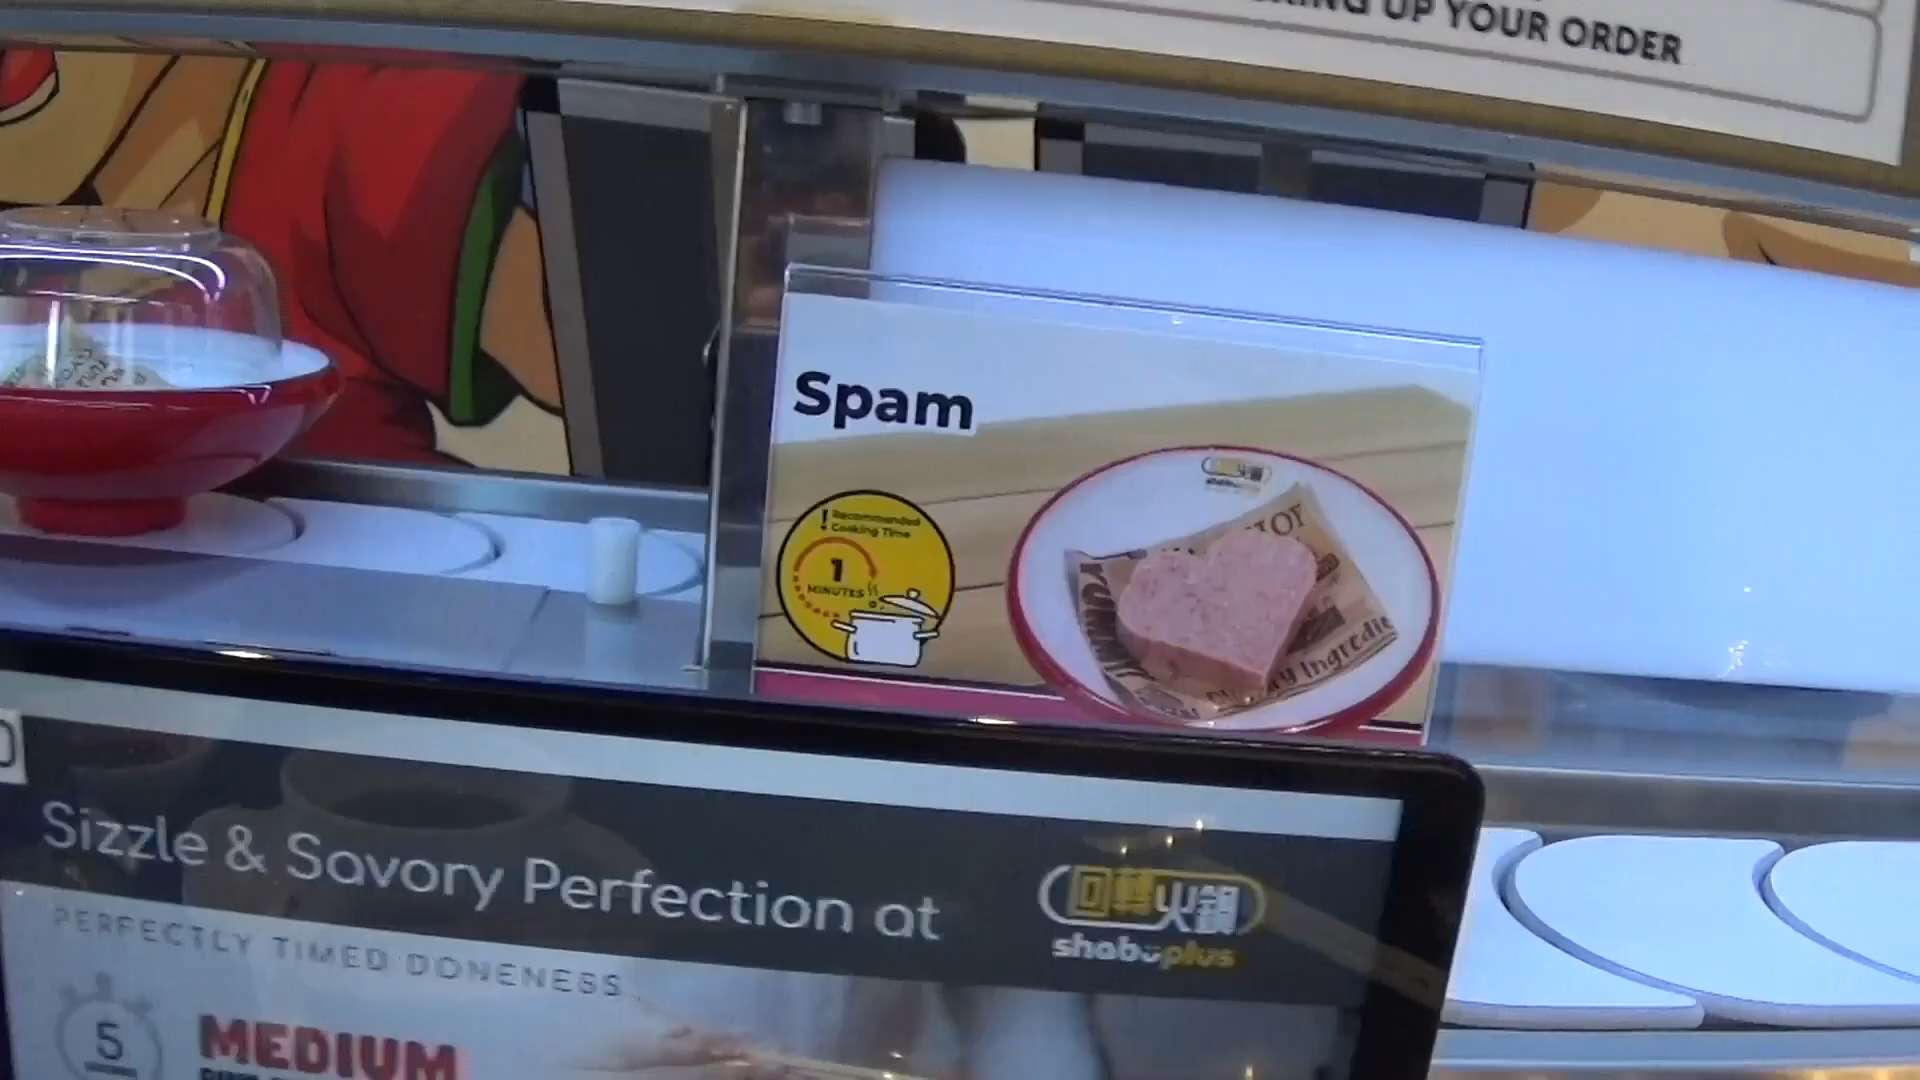 UP YOUR ORDER
Spam
! Recommended
Cooking Time
1
MINUTES
Sizzle & Savory Perfection at
回轉火鍋
shabuplus
PERFECTLY TIMED DONENESS
5
MEDIUM